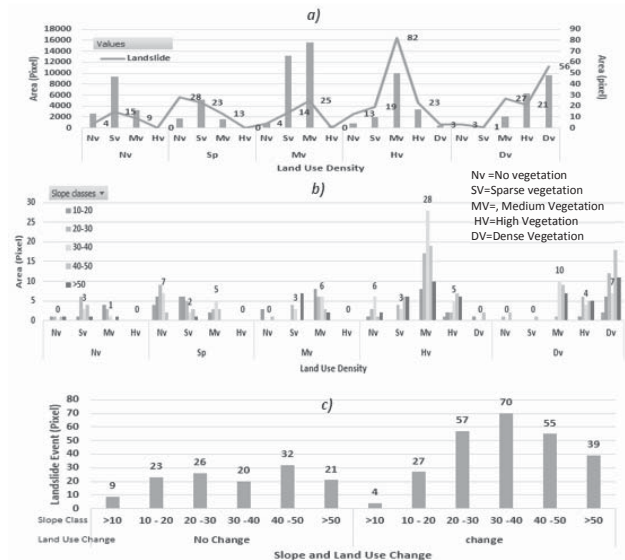 a)
18000
16000
14000
12000
10000
8000
6000
4000
2000
0
Area (Pixel)
Values
Landslide
90
80
70
60
50
40
30
20
10
0
Area (pixel)
4 15 9 0 28 23 13 0 4 14 25 0 13 19 82 23 3 3 1 27 21 56
Nv Sv Mv Hv Nv Sv Mv Hv Nv Sv Mv Hv Nv Sv Mv Hv Dv Nv Sv Mv Hv Dv
Nv Sp Mv Hv Dv
Land Use Density
Nv =No vegetation
SV=Sparse vegetation
MV=, Medium Vegetation
HV=High Vegetation
DV=Dense Vegetation
b)
Slope classes
10-20
20-30
30-40
40-50
>50
30
25
20
15
10
5
0
Area (Pixel)
0 3 1 0 7 2 5 0 0 3 6 0 6 3 28 5 0 0 0 10 4 7
Nv Sv Mv Hv Nv Sv Mv Hv Nv Sv Mv Hv Nv Sv Mv Hv Dv Nv Sv Mv Hv Dv
Nv Sp Mv Hv Dv
Land Use Density
c)
80
70
60
50
40
30
20
10
0
Landslide Event (Pixel)
9 23 26 20 32 21 4 27 57 70 55 39
Slope Class >10 10 - 20 20 -30 30 -40 40 -50 >50 >10 10 - 20 20 -30 30 -40 40 -50 >50
Land Use Change No Change change
Slope and Land Use Change